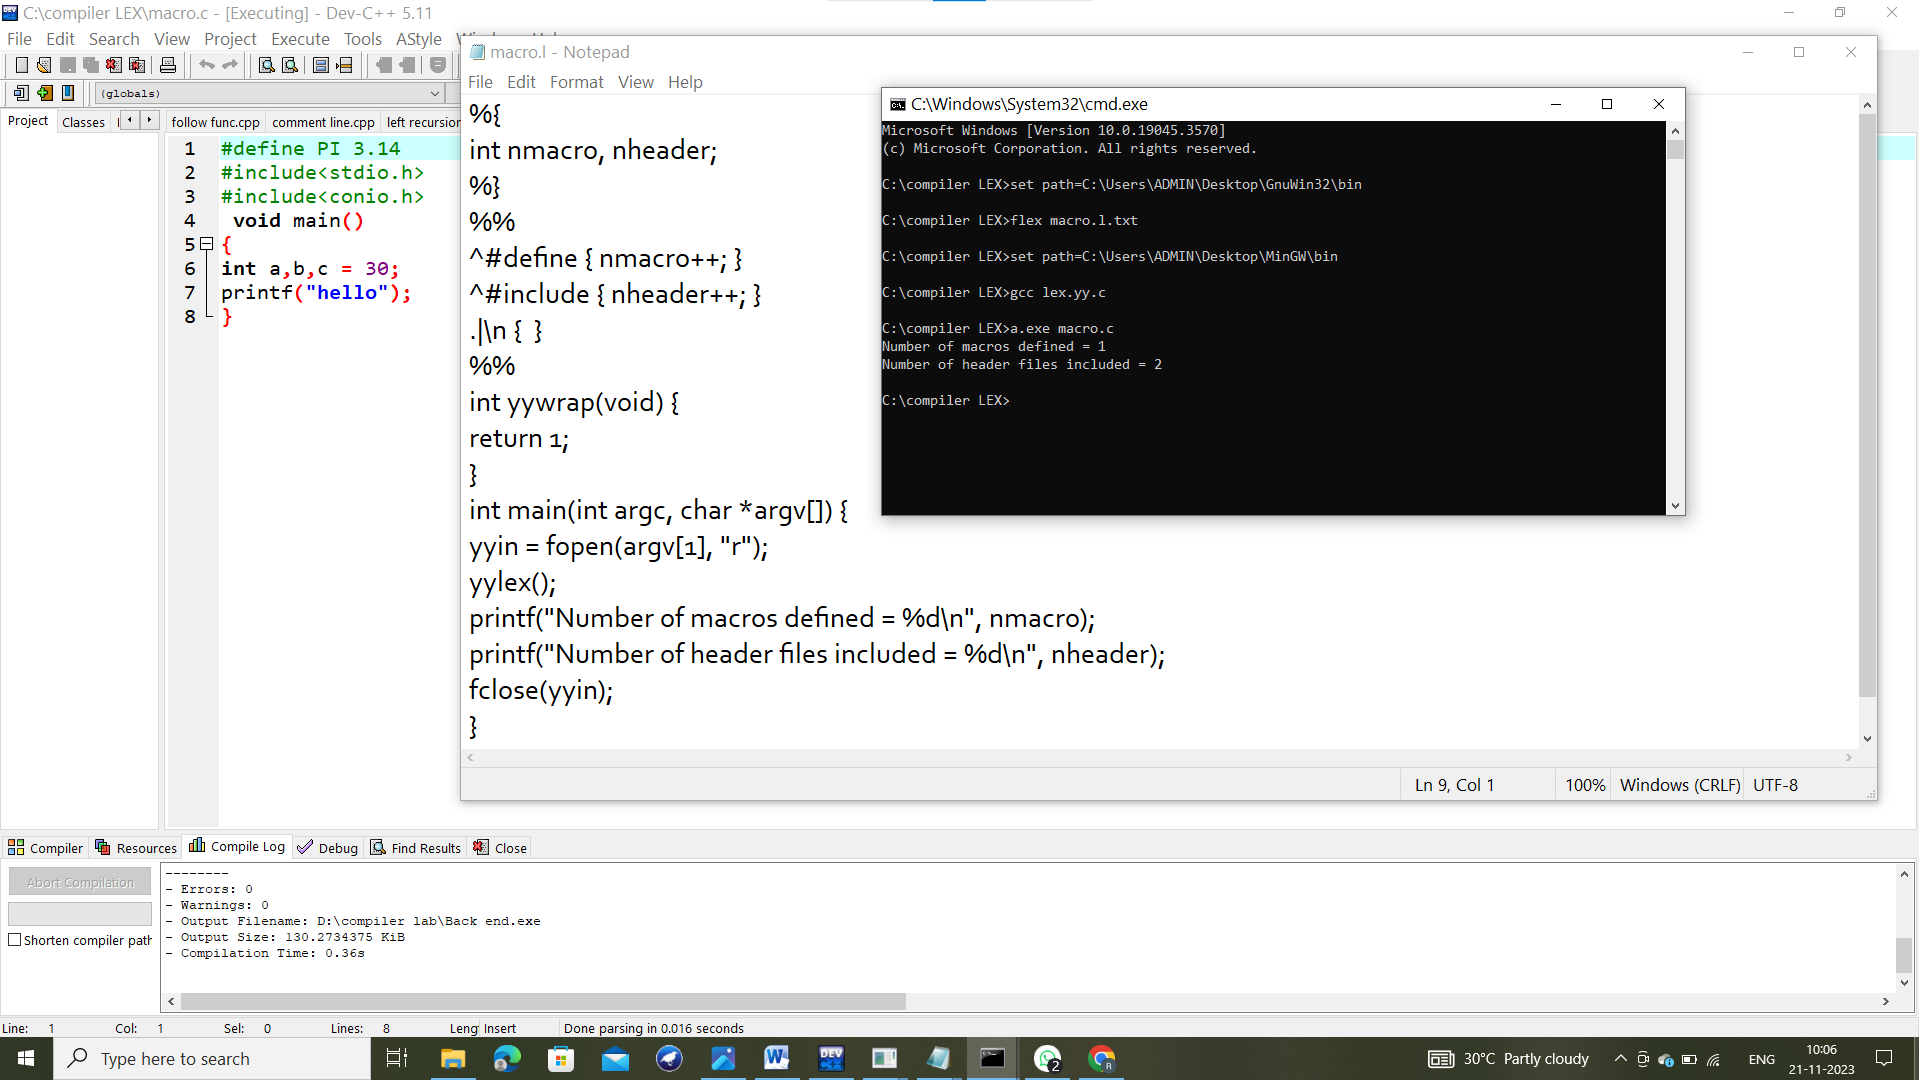 C:\compiler LEX\macro.c - [Executing] - Dev-C++ 5.11
File Edit Search View Project Execute Tools AStyle
(globals)
Project Classes
follow func.cpp comment line.cpp left recursion
1 #define PI 3.14
2 #include<stdio.h>
3 #include<conio.h>
4 void main()
5 {
6 int a,b,c = 30;
7 printf("hello");
8 }
macro.l - Notepad
File Edit Format View Help
%{
int nmacro, nheader;
%}
%%
^#define { nmacro++; }
^#include { nheader++; }
.|\n { }
%%
int yywrap(void) {
return 1;
}
int main(int argc, char *argv[]) {
yyin = fopen(argv[1], "r");
yylex();
printf("Number of macros defined = %d\n", nmacro);
printf("Number of header files included = %d\n", nheader);
fclose(yyin);
}
Ln 9, Col 1 100% Windows (CRLF) UTF-8
C:\Windows\System32\cmd.exe
Microsoft Windows [Version 10.0.19045.3570]
(c) Microsoft Corporation. All rights reserved.
C:\compiler LEX>set path=C:\Users\ADMIN\Desktop\GnuWin32\bin
C:\compiler LEX>flex macro.l.txt
C:\compiler LEX>set path=C:\Users\ADMIN\Desktop\MinGW\bin
C:\compiler LEX>gcc lex.yy.c
C:\compiler LEX>a.exe macro.c
Number of macros defined = 1
Number of header files included = 2
C:\compiler LEX>
Compiler Resources Compile Log Debug Find Results Close
Abort Compilation
Shorten compiler path
--------
- Errors: 0
- Warnings: 0
- Output Filename: D:\compiler lab\Back end.exe
- Output Size: 130.2734375 KiB
- Compilation Time: 0.36s
Line: 1 Col: 1 Sel: 0 Lines: 8 Leng Insert Done parsing in 0.016 seconds
Type here to search
30°C Partly cloudy
ENG
10:06
21-11-2023